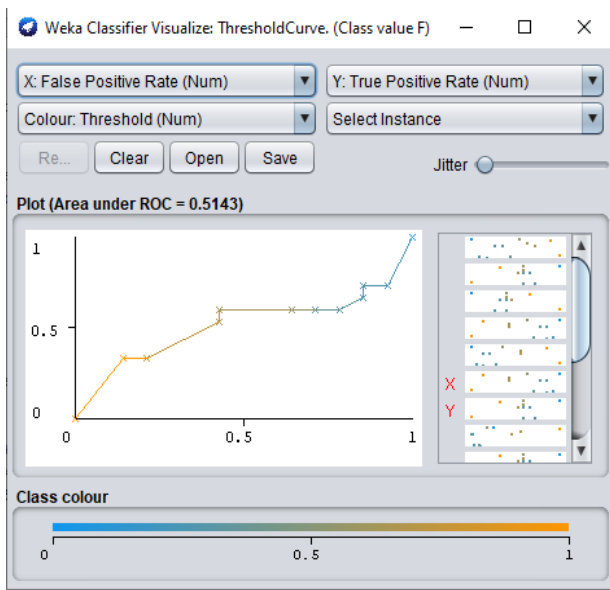 Weka Classifier Visualize: ThresholdCurve. (Class value F)
X: False Positive Rate (Num) Y: True Positive Rate (Num)
Colour: Threshold (Num) Select Instance
Re... Clear Open Save Jitter
Plot (Area under ROC = 0.5143)
1
0.5
0
0 0.5 1
X
Y
Class colour
0 0.5 1